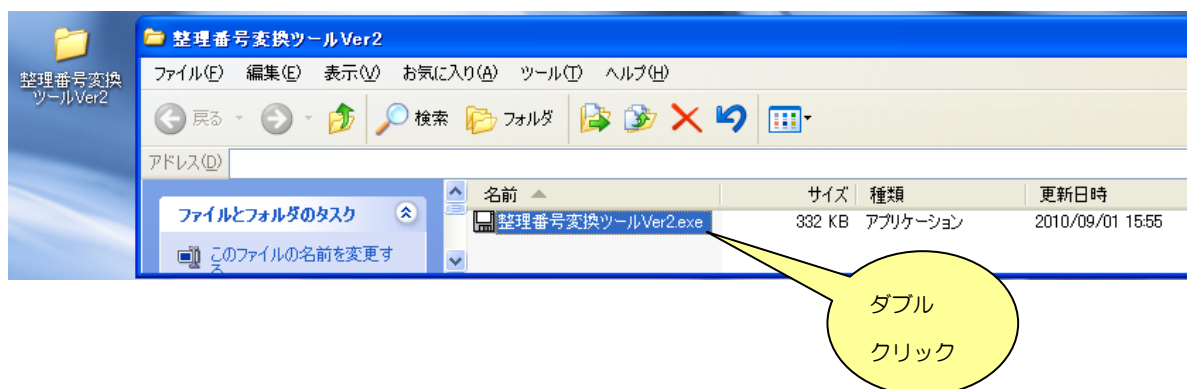 整理番号変換
ツールVer2
整理番号変換ツールVer2
ファイル(F) 編集(E) 表示(V) お気に入り(A) ツール(T) ヘルプ(H)
戻る 検索 フォルダ
アドレス(D)
ファイルとフォルダのタスク
このファイルの名前を変更す
る
名前 サイズ 種類 更新日時
整理番号変換ツールVer2.exe 332 KB アプリケーション 2010/09/01 15:55
ダブル
クリック